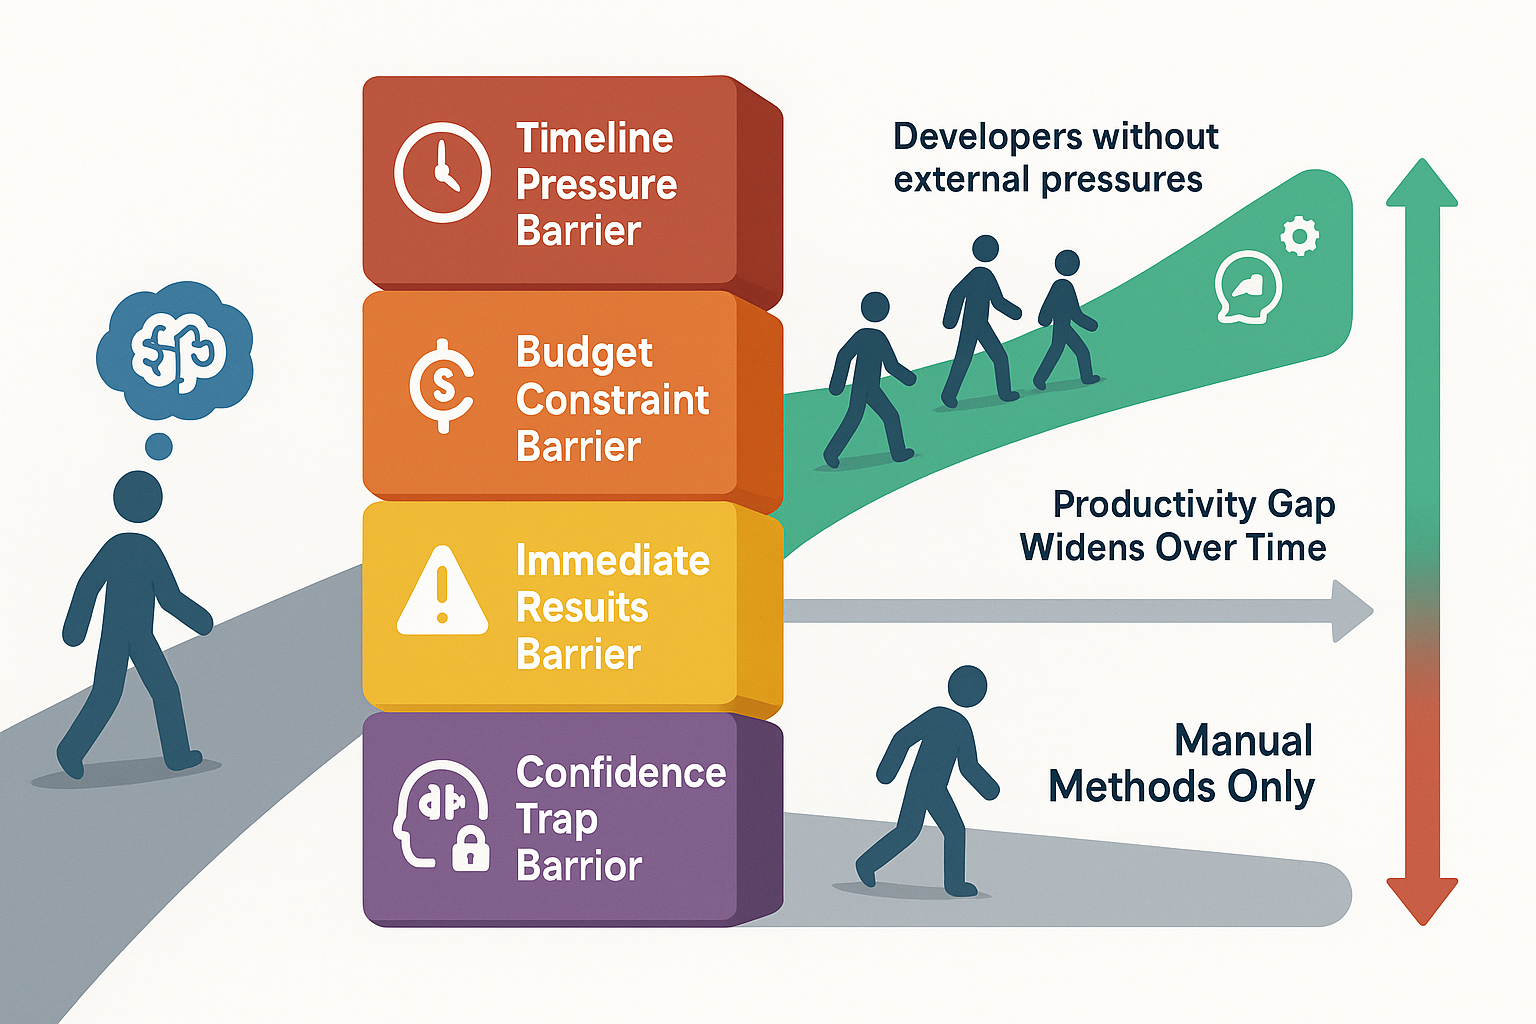 Timeline
Pressure
Barrier
Budget
Constraint
Barrier
Immediate
Resuits
Barrier
Confidence
Trap
Barrior
Developers without
external pressures
Productivity Gap
Widens Over Time
Manual
Methods Only